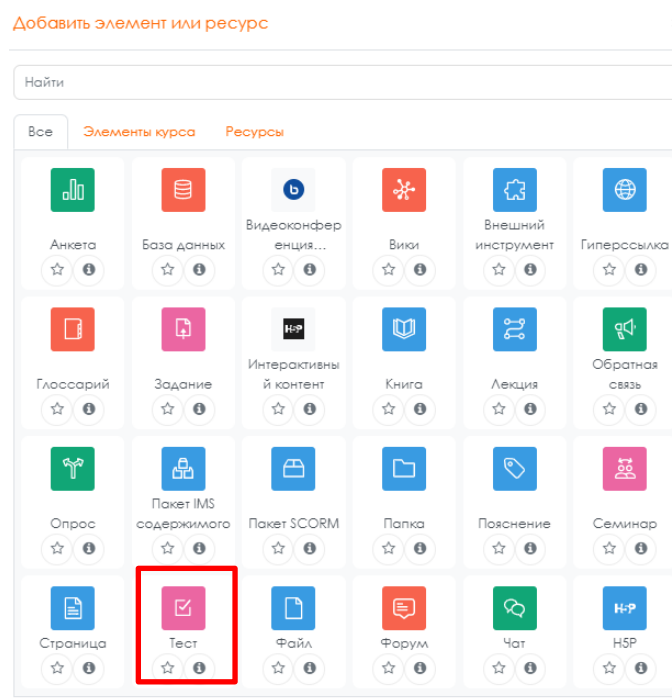 Добавить элемент или ресурс
Найти
Все Элементы курса Ресурсы
Анкета
База данных
Видеоконфер
енция...
Вики
Внешний
инструмент
Гиперссылка
Глоссарий
Задание
H5P
Интерактивны
й контент
Книга
Лекция
Обратная
связь
Опрос
Пакет IMS
содержимого
Пакет SCORM
Папка
Пояснение
Семинар
Страница
Тест
Файл
Форум
Чат
H5P
H5P